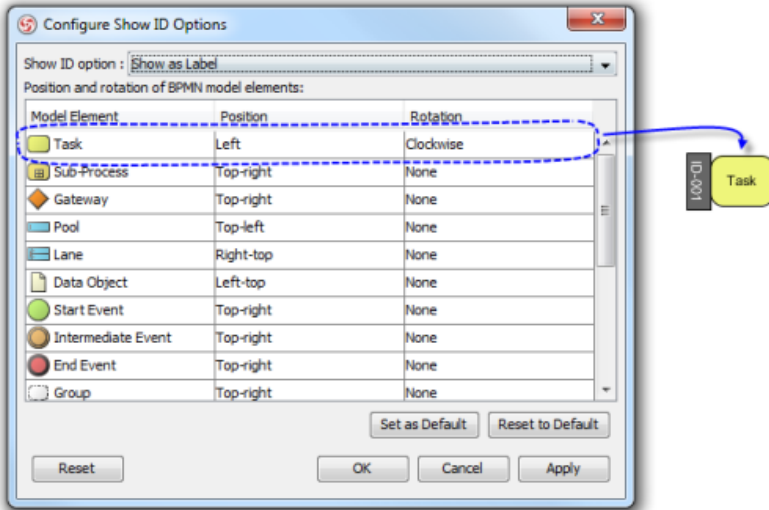 Configure Show ID Options
Show ID option : Show as Label
Position and rotation of BPMN model elements:
Model Element Position Rotation
Task Left Clockwise
Sub-Process Top-right None
Gateway Top-right None
Pool Top-left None
Lane Right-top None
Data Object Left-top None
Start Event Top-right None
Intermediate Event Top-right None
End Event Top-right None
Group Top-right None
Set as Default Reset to Default
Reset OK Cancel Apply
ID-001
Task